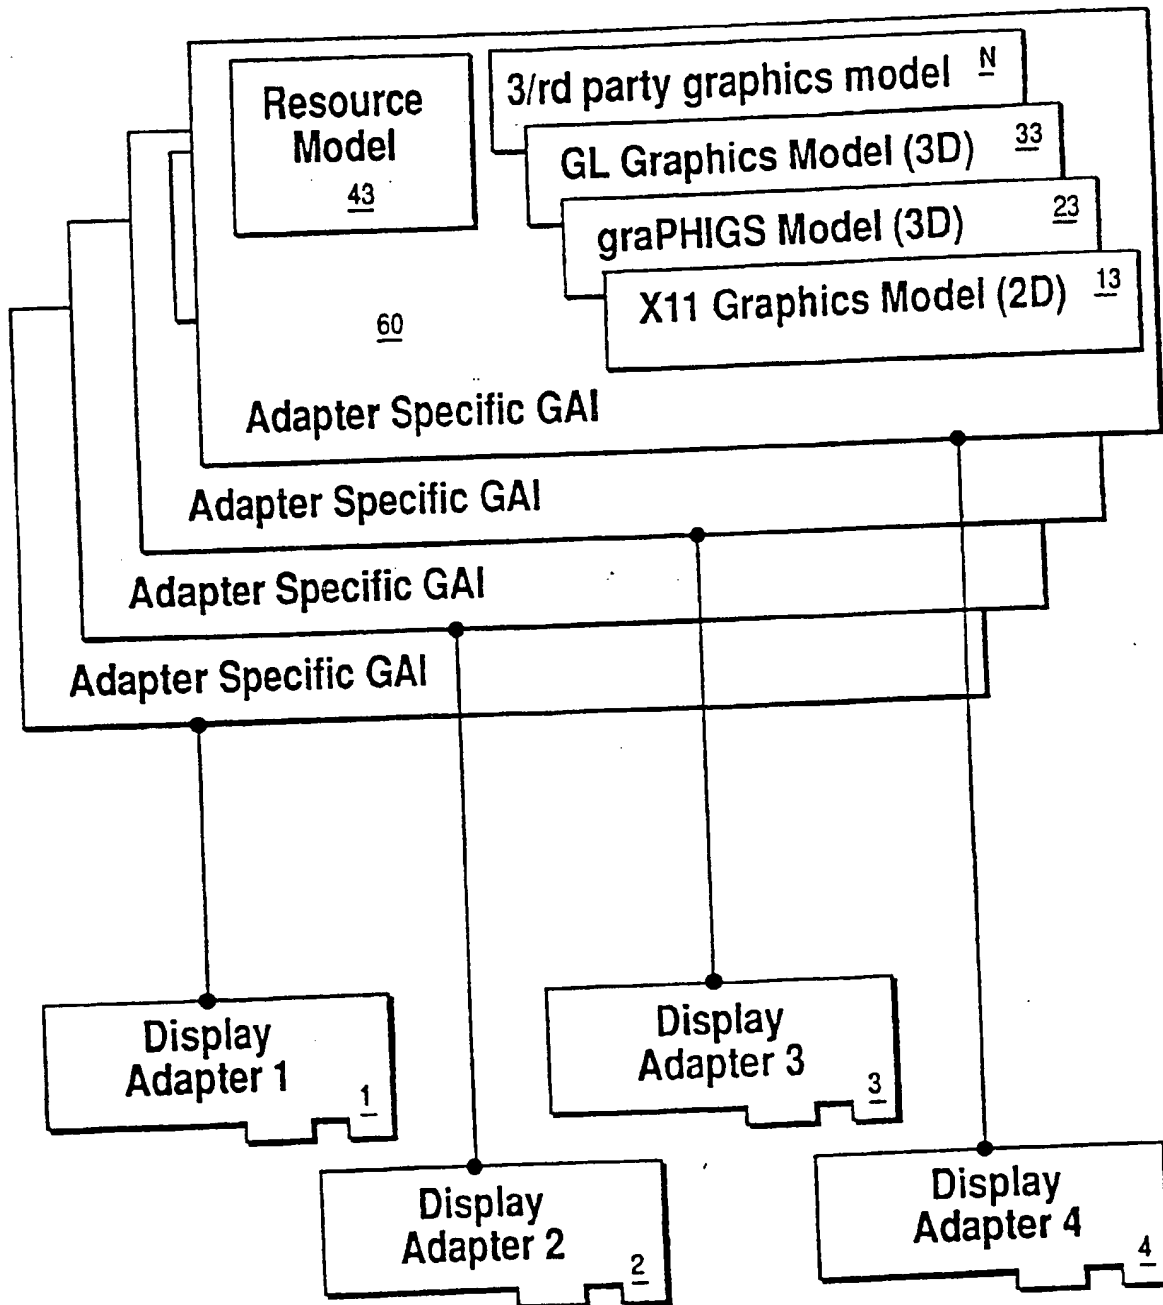 Resource
Model
43
3/rd party graphics model N
GL Graphics Model (3D) 33
graPHIGS Model (3D) 23
X11 Graphics Model (2D) 13
60
Adapter Specific GAI
Adapter Specific GAI
Adapter Specific GAI
Adapter Specific GAI
Display
Adapter 1
1
Display
Adapter 3
3
Display
Adapter 2
2
Display
Adapter 4
4